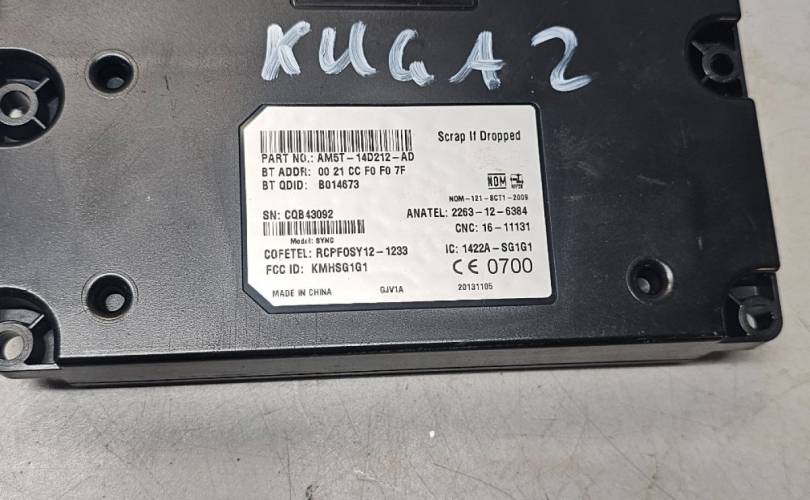 KUGA 2
Scrap If Dropped
PART NO.: AM5T-14D212-AD
BT ADDR: 00 21 CC F0 F0 7F
BT QDID: B014673
NOM
NOM-121-SCT1-2009
SN: CQB43092
ANATEL: 2263-12-6384
CNC: 16-11131
Model: SYNC
COFETEL: RCPFOSY12-1233
IC: 1422A-SG1G1
FCC ID: KMHSG1G1
CE 0700
MADE IN CHINA
GJV1A
20131105